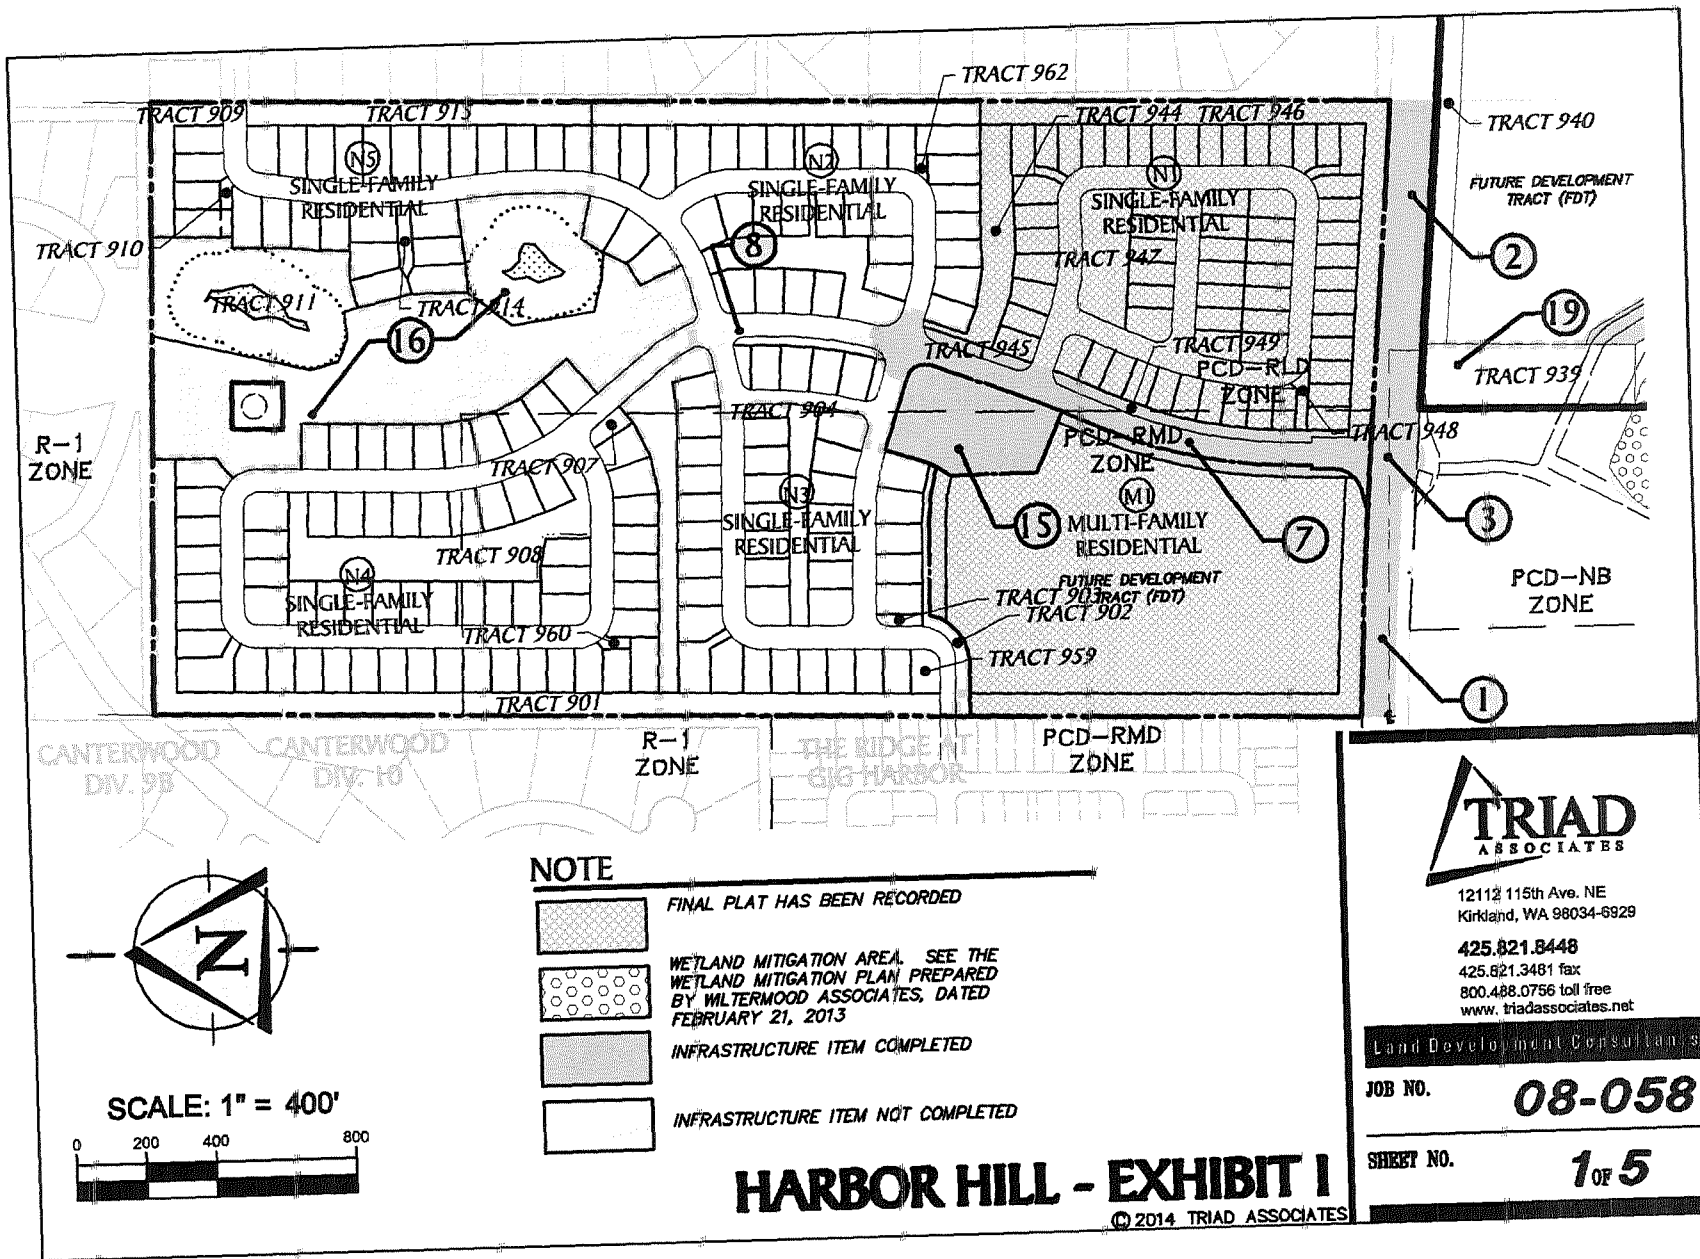 TRACT 962
TRACT 909
TRACT 915
TRACT 944
TRACT 946
TRACT 940
N5
SINGLE-FAMILY
RESIDENTIAL
N2
SINGLE-FAMILY
RESIDENTIAL
N1
SINGLE-FAMILY
RESIDENTIAL
FUTURE DEVELOPMENT
TRACT (FDT)
TRACT 910
8
TRACT 947
2
TRACT 911
TRACT 914
19
16
TRACT 945
TRACT 949
PCD-RLD
ZONE
TRACT 939
TRACT 904
R-1
ZONE
TRACT 907
PCD-RMD
ZONE
TRACT 948
N3
SINGLE-FAMILY
RESIDENTIAL
M1
MULTI-FAMILY
RESIDENTIAL
15
7
3
TRACT 908
N4
SINGLE-FAMILY
RESIDENTIAL
FUTURE DEVELOPMENT
TRACT (FDT)
PCD-NB
ZONE
TRACT 903
TRACT 902
TRACT 960
TRACT 959
1
TRACT 901
CANTERWOOD
DIV. 9B
CANTERWOOD
DIV. 10
R-1
ZONE
THE RIDGE AT
GIG HARBOR
PCD-RMD
ZONE
TRIAD
ASSOCIATES
12112 115th Ave. NE
Kirkland, WA 98034-6929
425.821.8448
425.821.3481 fax
800.488.0756 toll free
www. triadassociates.net
Land Development Consultants
JOB NO. 08-058
SHEET NO. 1 OF 5
N
NOTE
FINAL PLAT HAS BEEN RECORDED
WETLAND MITIGATION AREA. SEE THE
WETLAND MITIGATION PLAN PREPARED
BY WILTERMOOD ASSOCIATES, DATED
FEBRUARY 21, 2013
INFRASTRUCTURE ITEM COMPLETED
INFRASTRUCTURE ITEM NOT COMPLETED
SCALE: 1" = 400'
0 200 400 800
HARBOR HILL - EXHIBIT I
© 2014 TRIAD ASSOCIATES